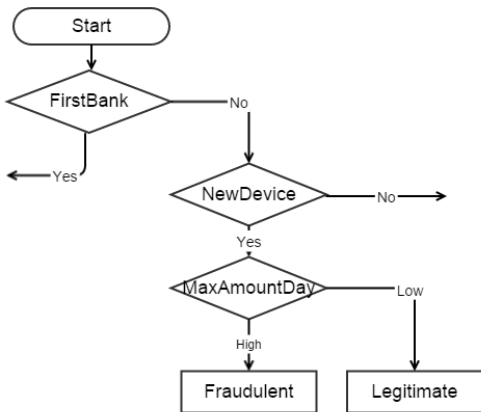 Start
FirstBank
No
Yes
NewDevice
No
Yes
MaxAmountDay
Low
High
Fraudulent
Legitimate